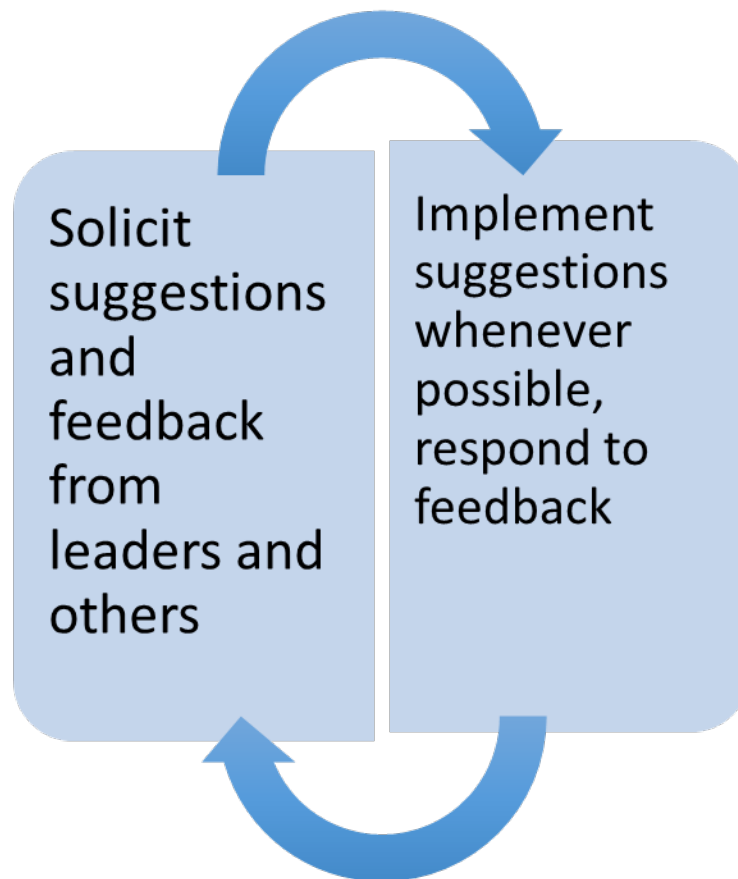 Solicit
suggestions
and
feedback
from
leaders and
others
Implement
suggestions
whenever
possible,
respond to
feedback